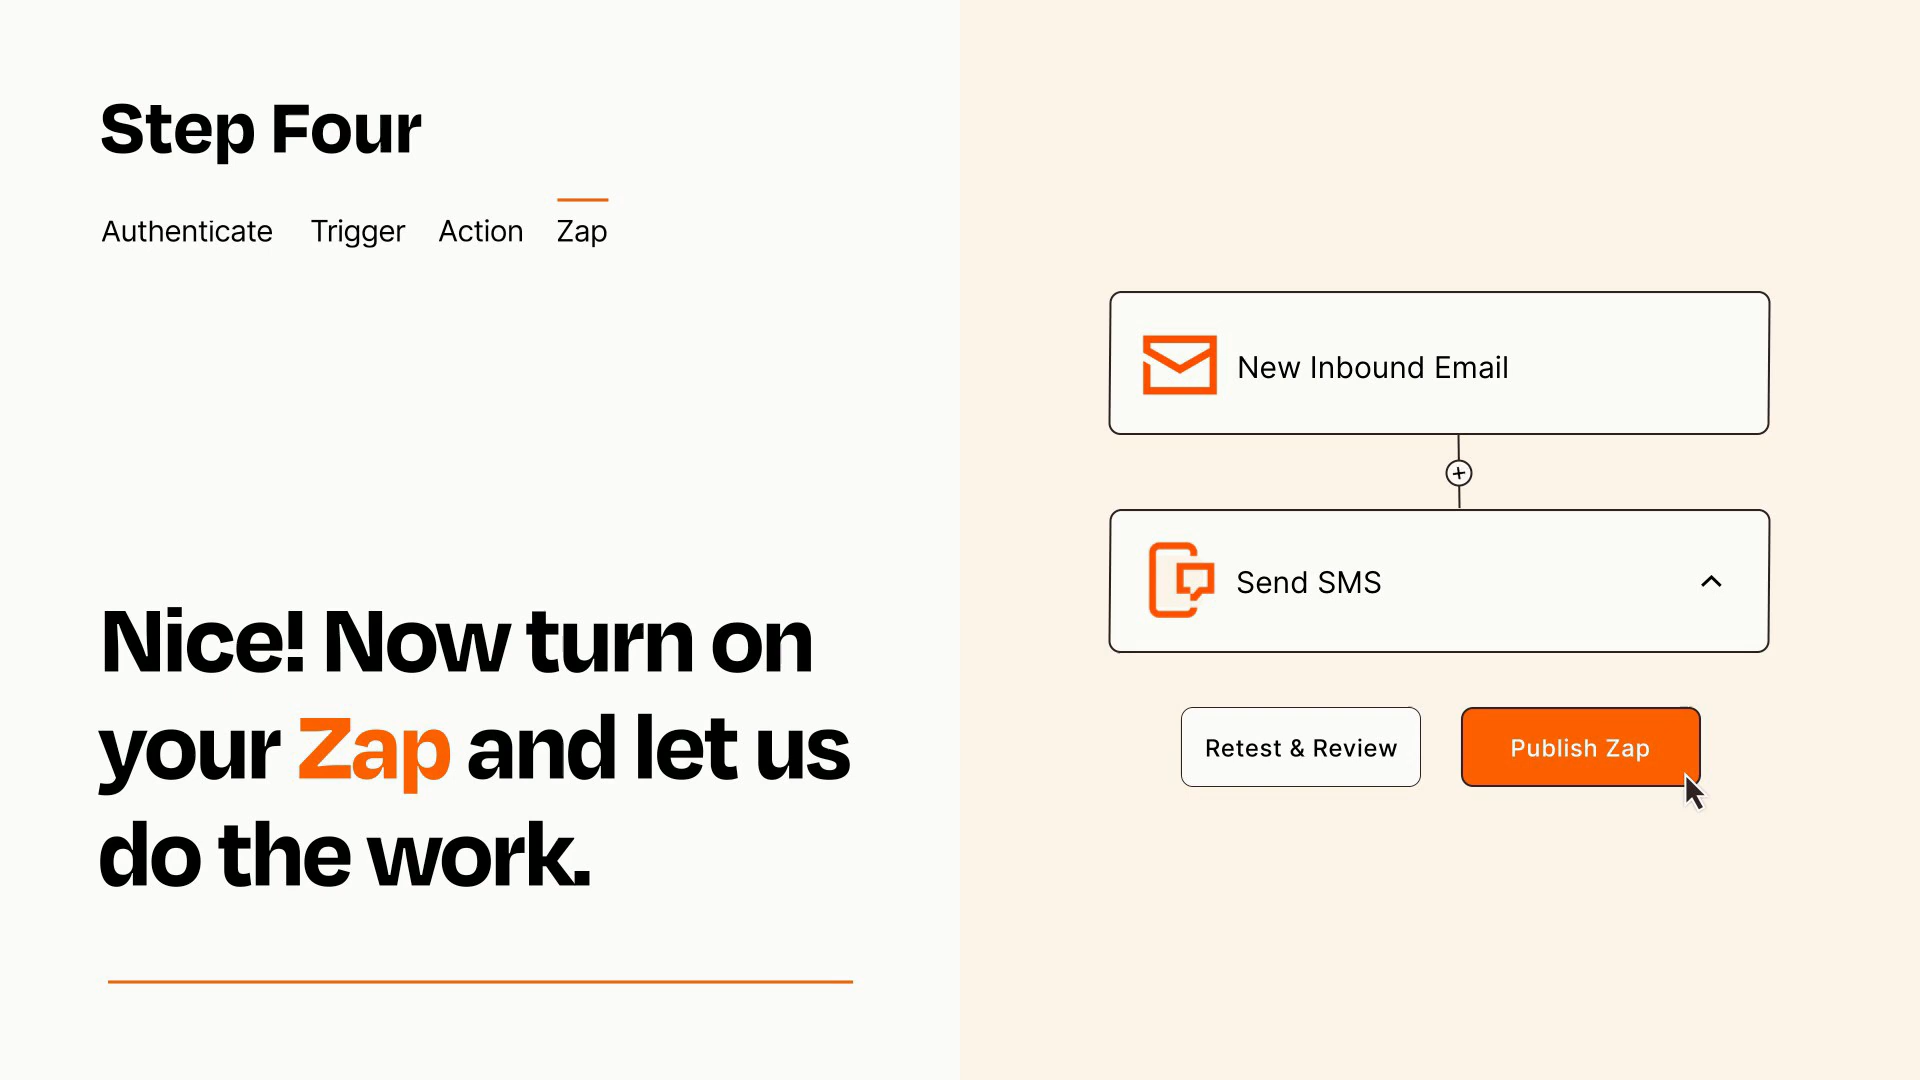 Step Four
Authenticate Trigger Action Zap
Nice! Now turn on
your Zap and let us
do the work.
New Inbound Email
Send SMS
Retest & Review
Publish Zap